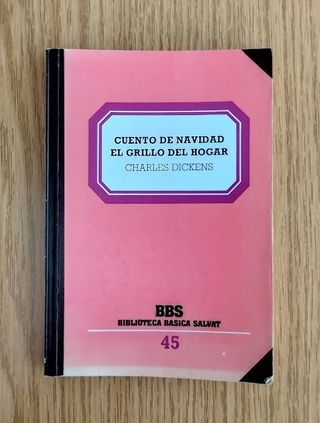 CUENTO DE NAVIDAD
EL GRILLO DEL HOGAR
CHARLES DICKENS
BBS
BIBLIOTECA BASICA SALVAT
45